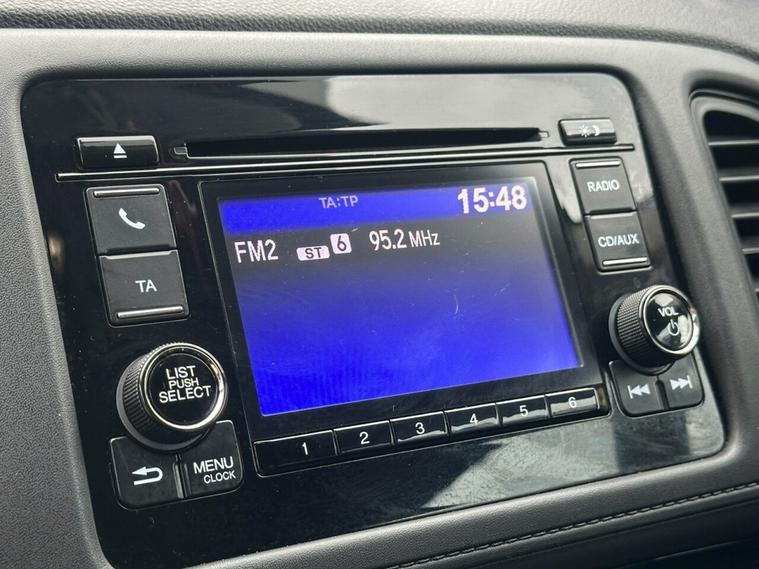 TA:TP
15:48
FM2 ST 6 95.2 MHz
RADIO
CD/AUX
TA
VOL
LIST
PUSH
SELECT
1 2 3 4 5 6
MENU
CLOCK